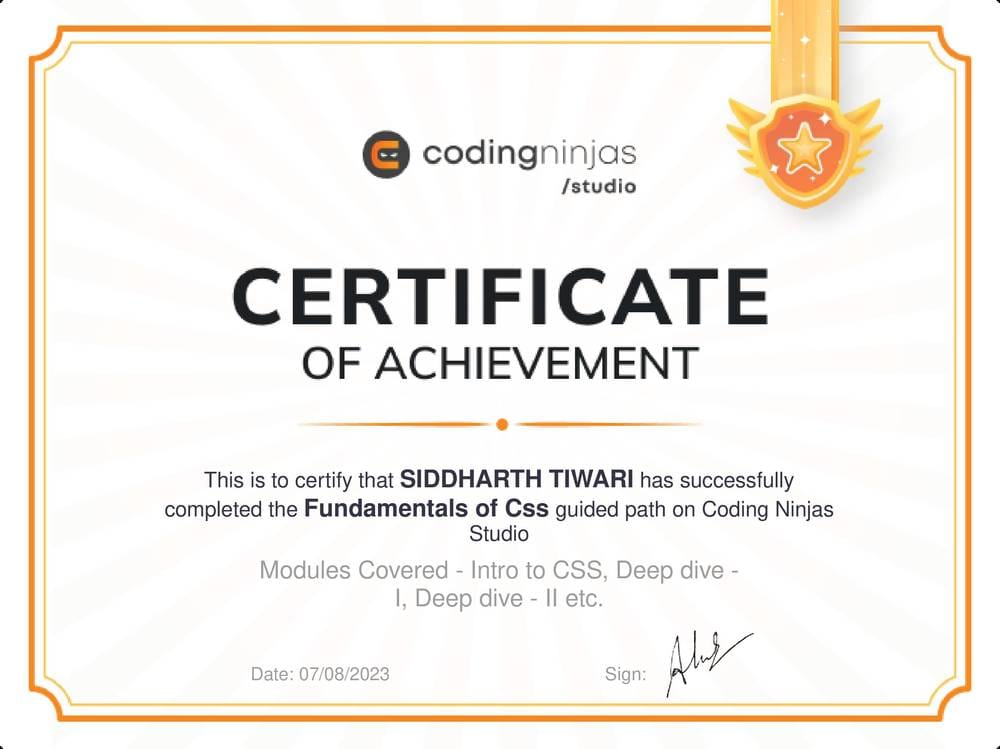 codingninjas
/studio
CERTIFICATE
OF ACHIEVEMENT
This is to certify that SIDDHARTH TIWARI has successfully
completed the Fundamentals of Css guided path on Coding Ninjas
Studio
Modules Covered - Intro to CSS, Deep dive -
I, Deep dive - II etc.
Date: 07/08/2023 Sign: